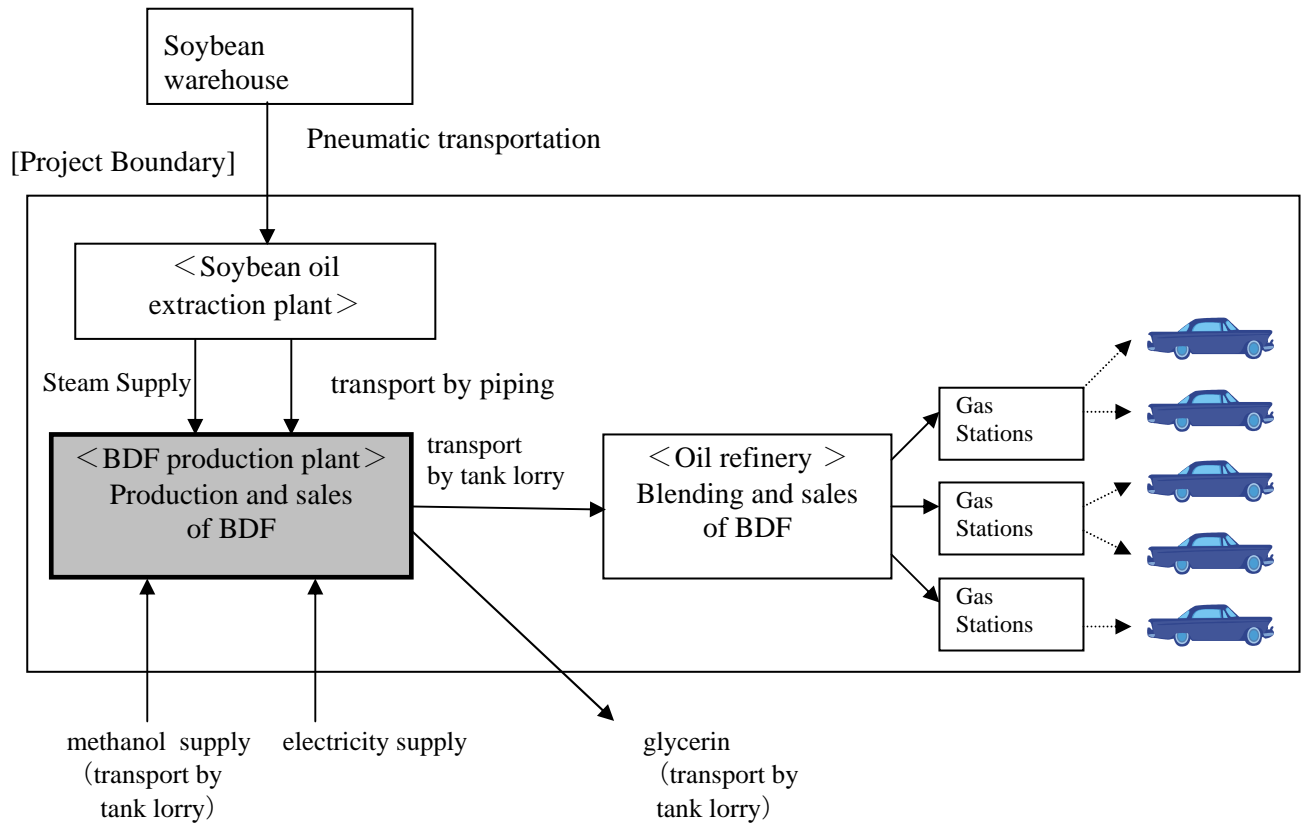 Soybean
warehouse
Pneumatic transportation
[Project Boundary]
＜Soybean oil
extraction plant＞
Steam Supply
transport by piping
＜BDF production plant＞
Production and sales
of BDF
transport
by tank lorry
＜Oil refinery ＞
Blending and sales
of BDF
Gas
Stations
Gas
Stations
Gas
Stations
methanol supply
（transport by
tank lorry）
electricity supply
glycerin
（transport by
tank lorry）